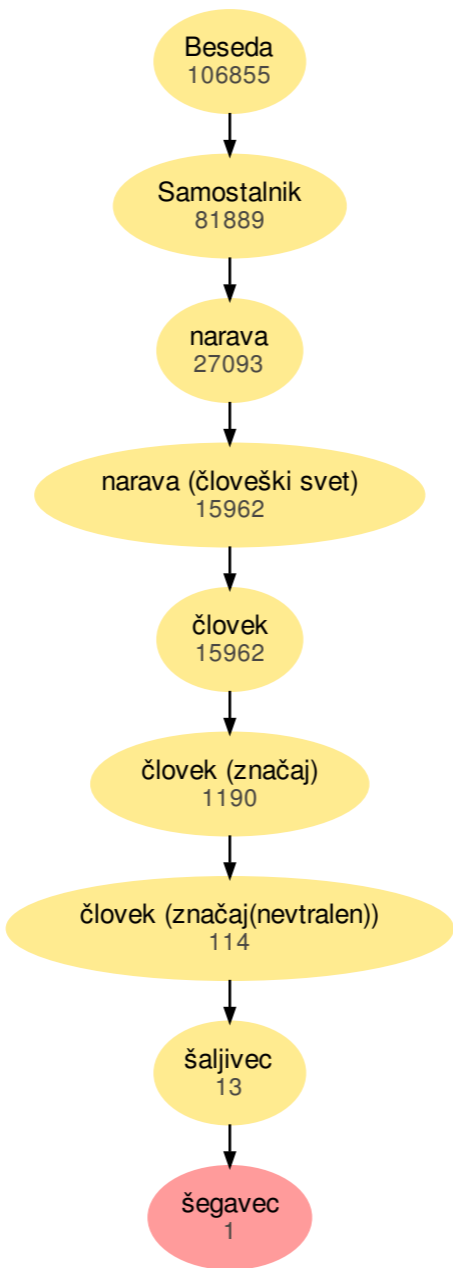 Beseda
106855
Samostalnik
81889
narava
27093
narava (človeški svet)
15962
človek
15962
človek (značaj)
1190
človek (značaj(nevtralen))
114
šaljivec
13
šegavec
1